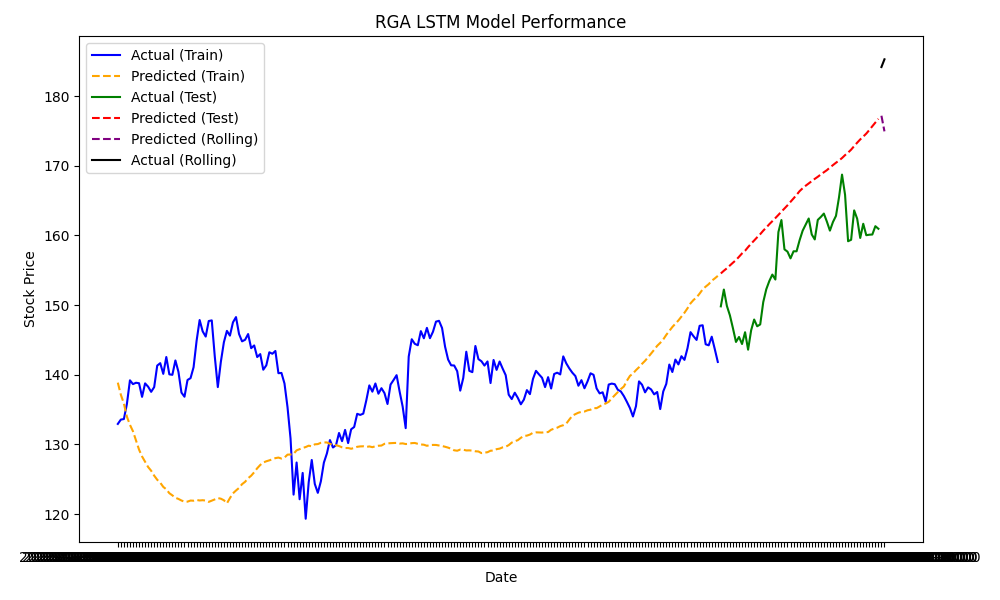 RGA LSTM Model Performance
Actual (Train)
Predicted (Train)
Actual (Test)
Predicted (Test)
Predicted (Rolling)
Actual (Rolling)
Stock Price
180
170
160
150
140
130
120
Date